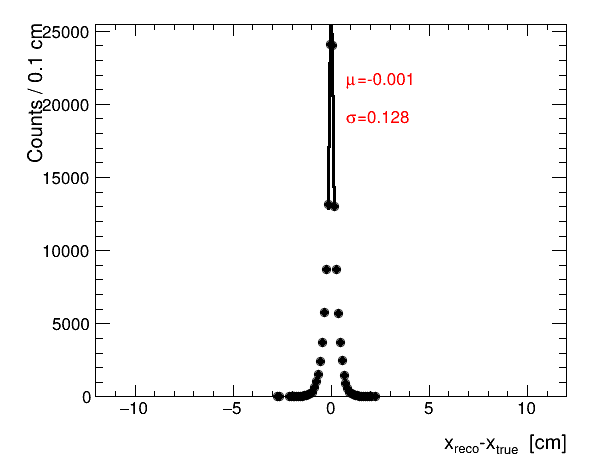 Counts / 0.1 cm
25000
20000
15000
10000
5000
0
μ=-0.001
σ=0.128
−10 −5 0 5 10
x_reco-x_true [cm]